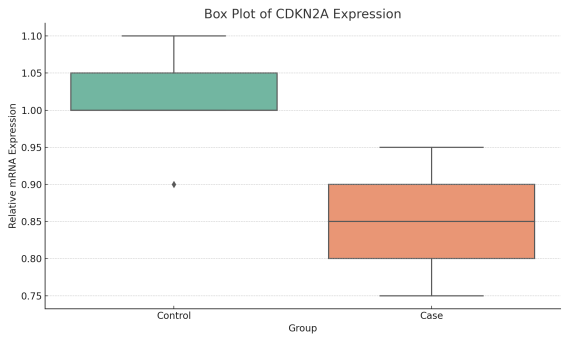 Box Plot of CDKN2A Expression
Relative mRNA Expression
1.10
1.05
1.00
0.95
0.90
0.85
0.80
0.75
Control
Case
Group